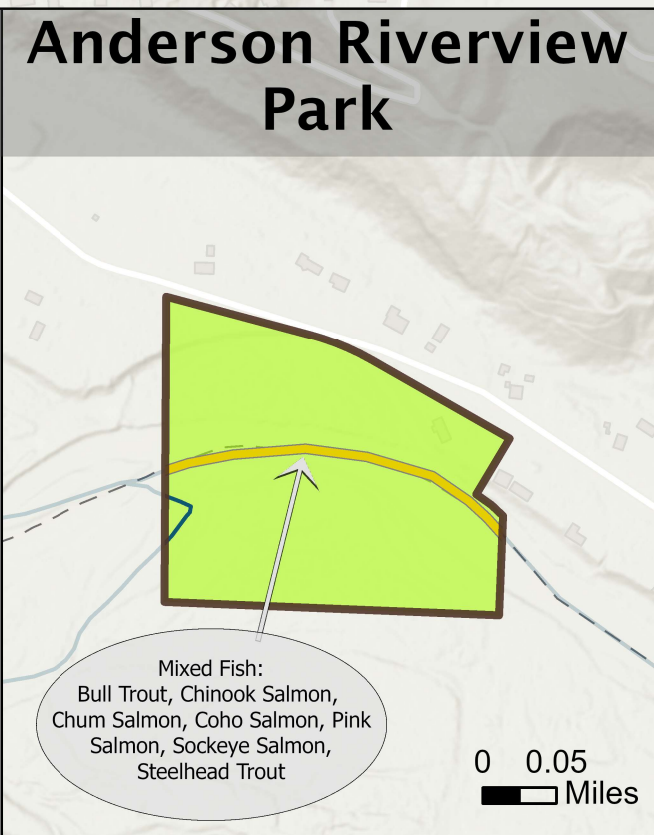 Anderson Riverview
Park
Mixed Fish:
Bull Trout, Chinook Salmon,
Chum Salmon, Coho Salmon, Pink
Salmon, Sockeye Salmon,
Steelhead Trout
0 0.05
Miles